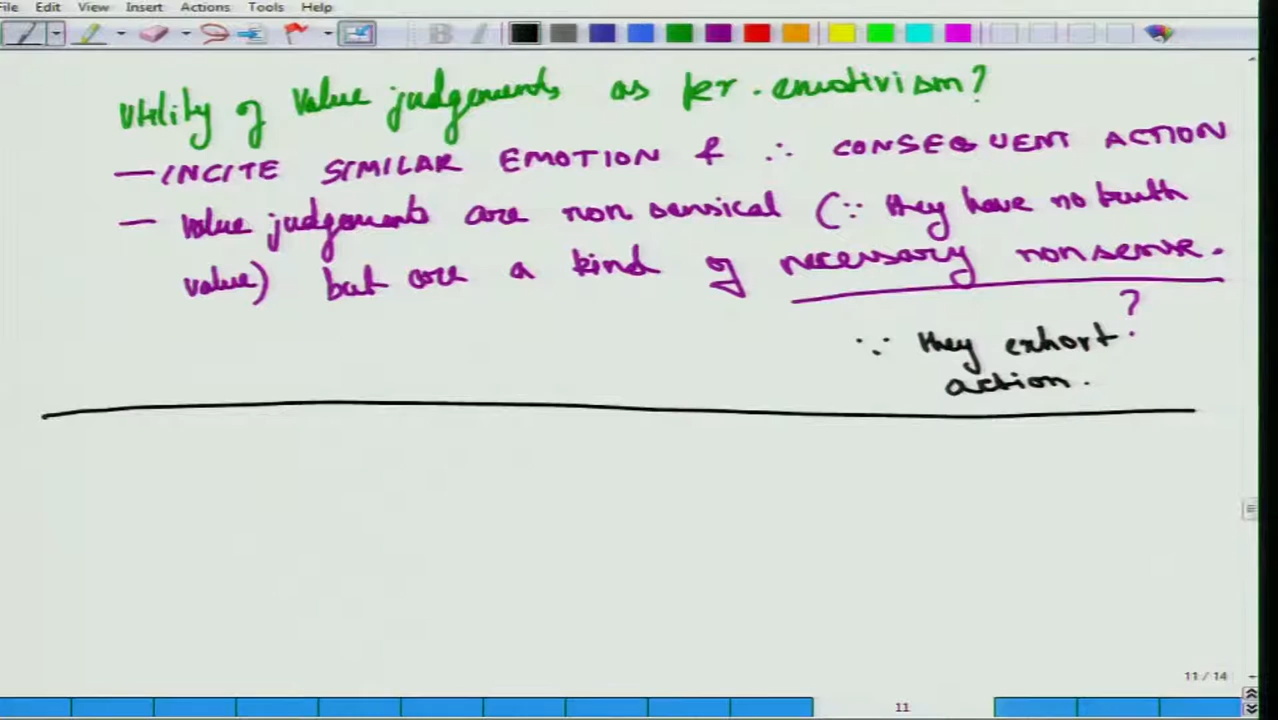 File Edit View Insert Actions Tools Help
Utility of value judgements as per . emotivism?
— INCITE SIMILAR EMOTION & ∴ CONSEQUENT ACTION
— value judgements are non sensical (∵ they have no truth
value) but are a kind of necessary nonsense.
?
∵ they exhort
action.
11 / 14
11